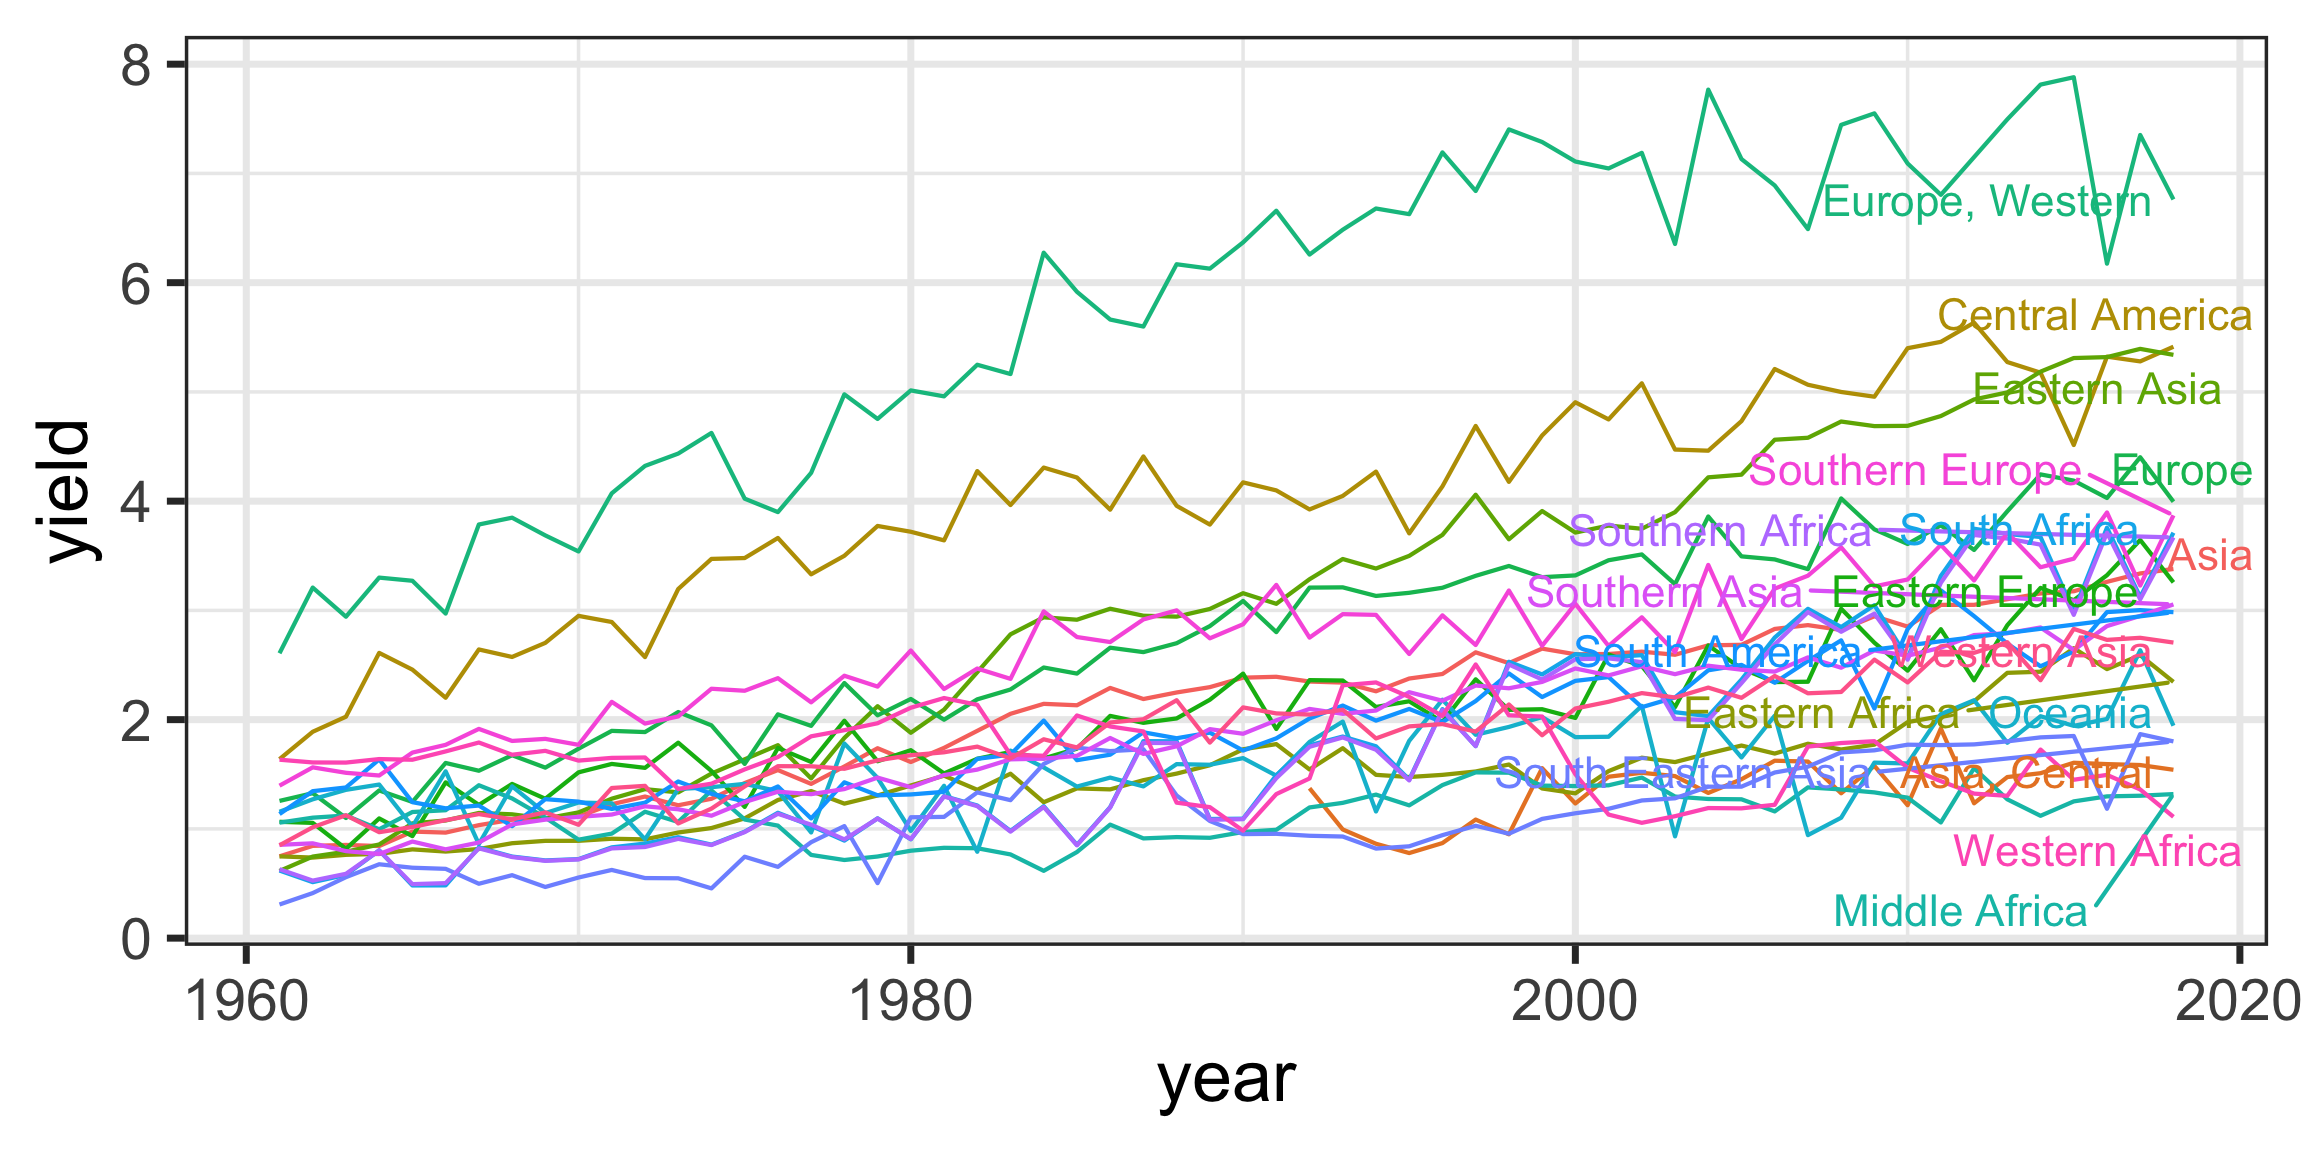 8
6
4
2
0
yield
Europe, Western
Central America
Eastern Asia
Southern Europe
Europe
Southern Africa
South Africa
Asia
Southern Asia
Eastern Europe
South America
Western Asia
Eastern Africa
Oceania
South Eastern Asia
Asia, Central
Western Africa
Middle Africa
1960
1980
2000
2020
year